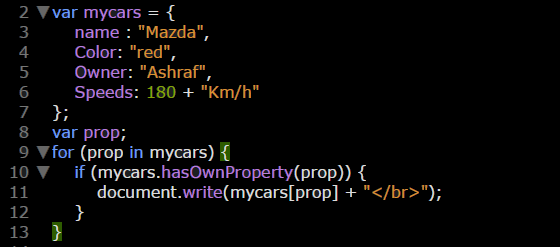 2 ▼var mycars = {
3 name : "Mazda",
4 Color: "red",
5 Owner: "Ashraf",
6 Speeds: 180 + "Km/h"
7 };
8 var prop;
9 ▼for (prop in mycars) {
10 ▼ if (mycars.hasOwnProperty(prop)) {
11 document.write(mycars[prop] + "</br>");
12 }
13 }